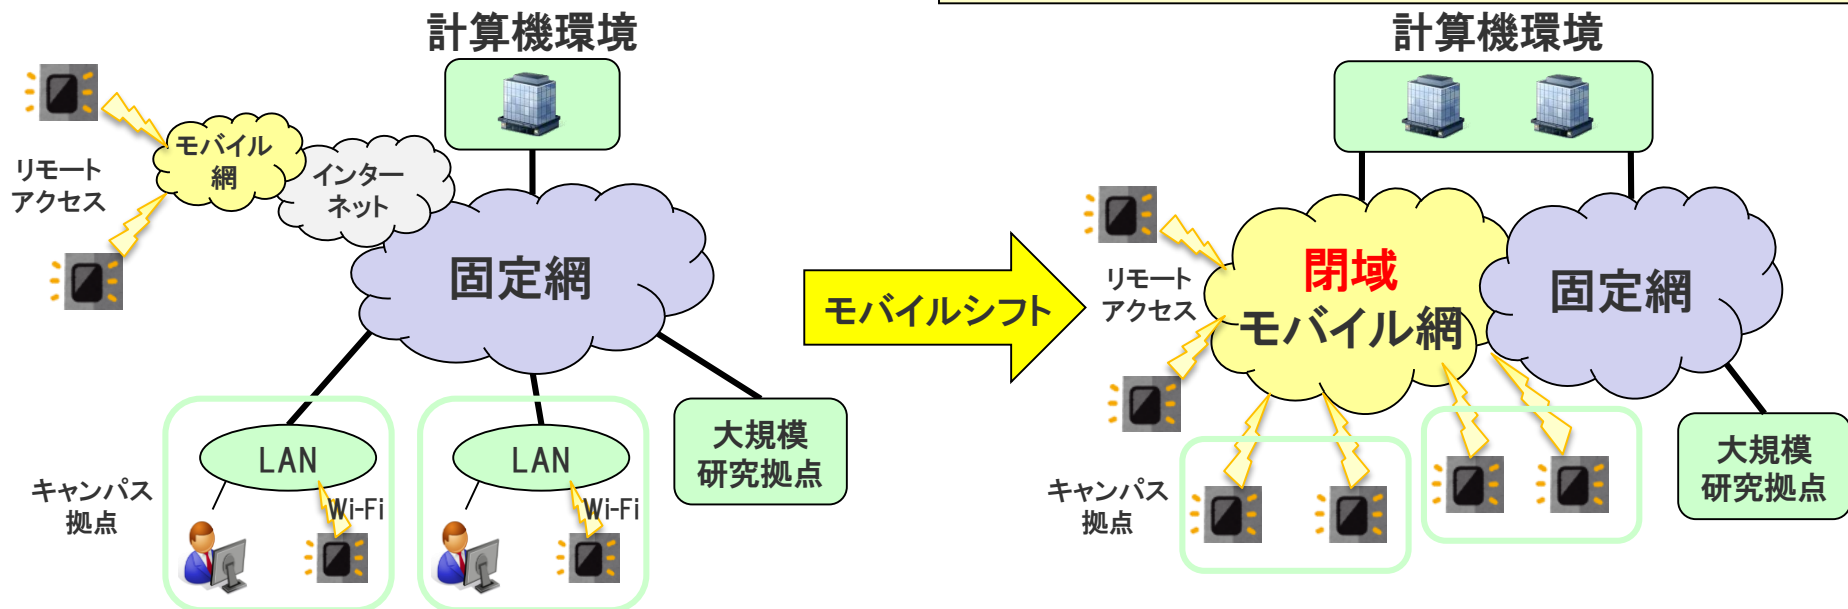 計算機環境
モバイル
網
インター
ネット
リモート
アクセス
固定網
LAN
LAN
Wi-Fi
Wi-Fi
キャンパス
拠点
大規模
研究拠点
モバイルシフト
計算機環境
リモート
アクセス
閉域
モバイル網
固定網
キャンパス
拠点
大規模
研究拠点